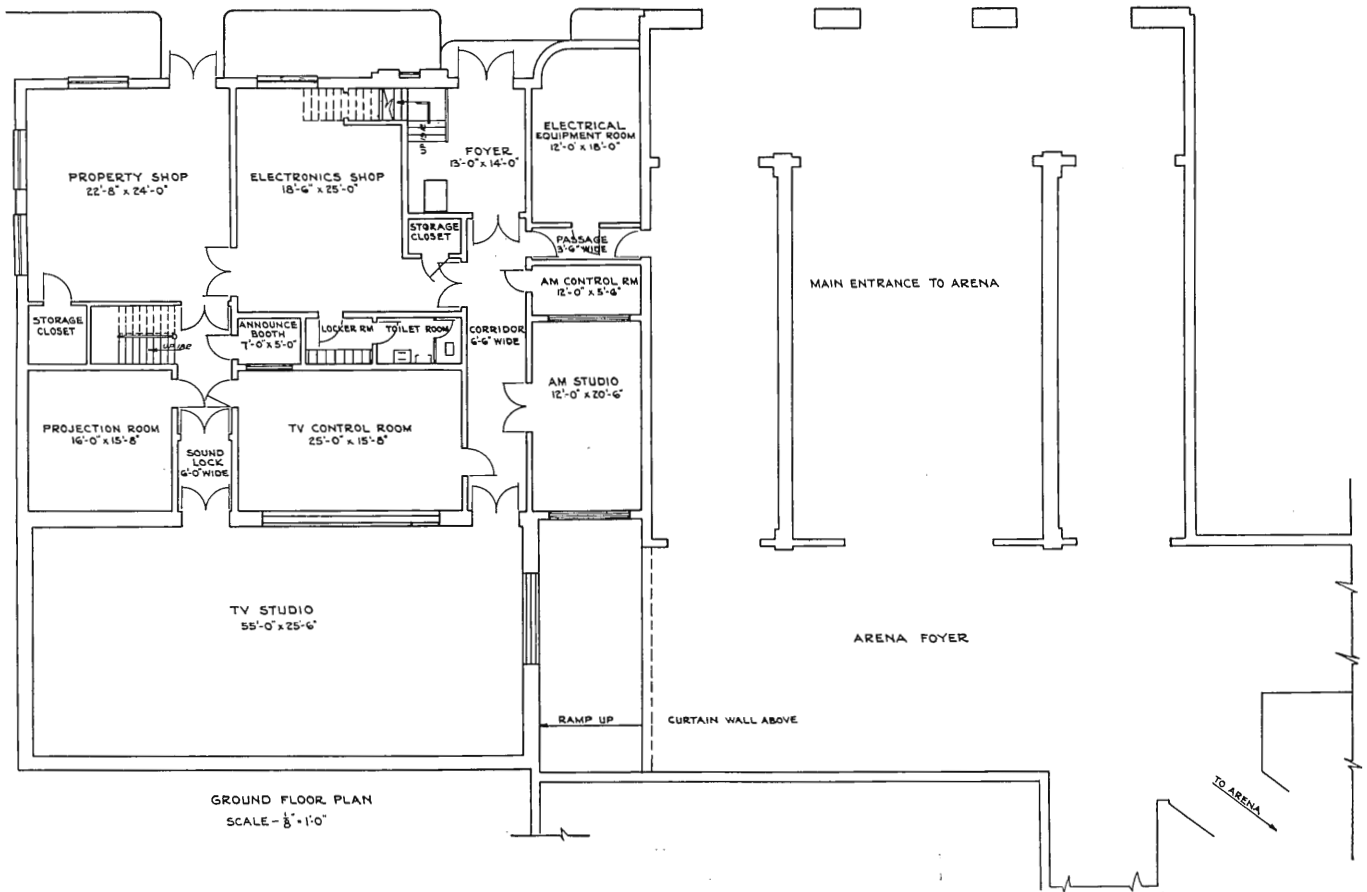 PROPERTY SHOP
22'-8" x 24'-0"
ELECTRONICS SHOP
18'-6" x 25'-0"
UP 15R
FOYER
13'-0" x 14'-0"
ELECTRICAL
EQUIPMENT ROOM
12'-0" x 18'-0"
STORAGE
CLOSET
PASSAGE
3'-6" WIDE
AM CONTROL RM
12'-0" x 5'-6"
MAIN ENTRANCE TO ARENA
STORAGE
CLOSET
UP 18R
ANNOUNCE
BOOTH
7'-0" x 5'-0"
LOCKER RM
TOILET ROOM
CORRIDOR
6'-6" WIDE
AM STUDIO
12'-0" x 20'-6"
PROJECTION ROOM
16'-0" x 15'-8"
SOUND
LOCK
6'-0" WIDE
TV CONTROL ROOM
25'-0" x 15'-8"
TV STUDIO
55'-0" x 25'-6"
ARENA FOYER
RAMP UP
CURTAIN WALL ABOVE
TO ARENA
GROUND FLOOR PLAN
SCALE - 1/8" = 1'-0"